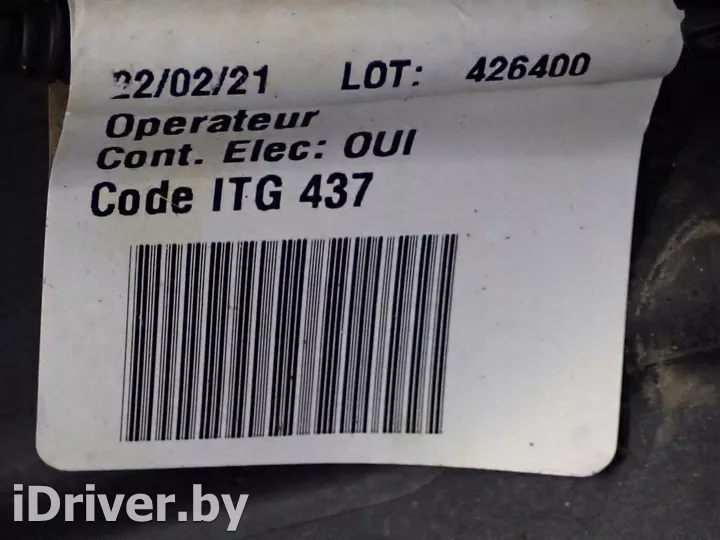 22/02/21 LOT: 426400
Operateur
Cont. Elec: OUI
Code ITG 437
iDriver.by